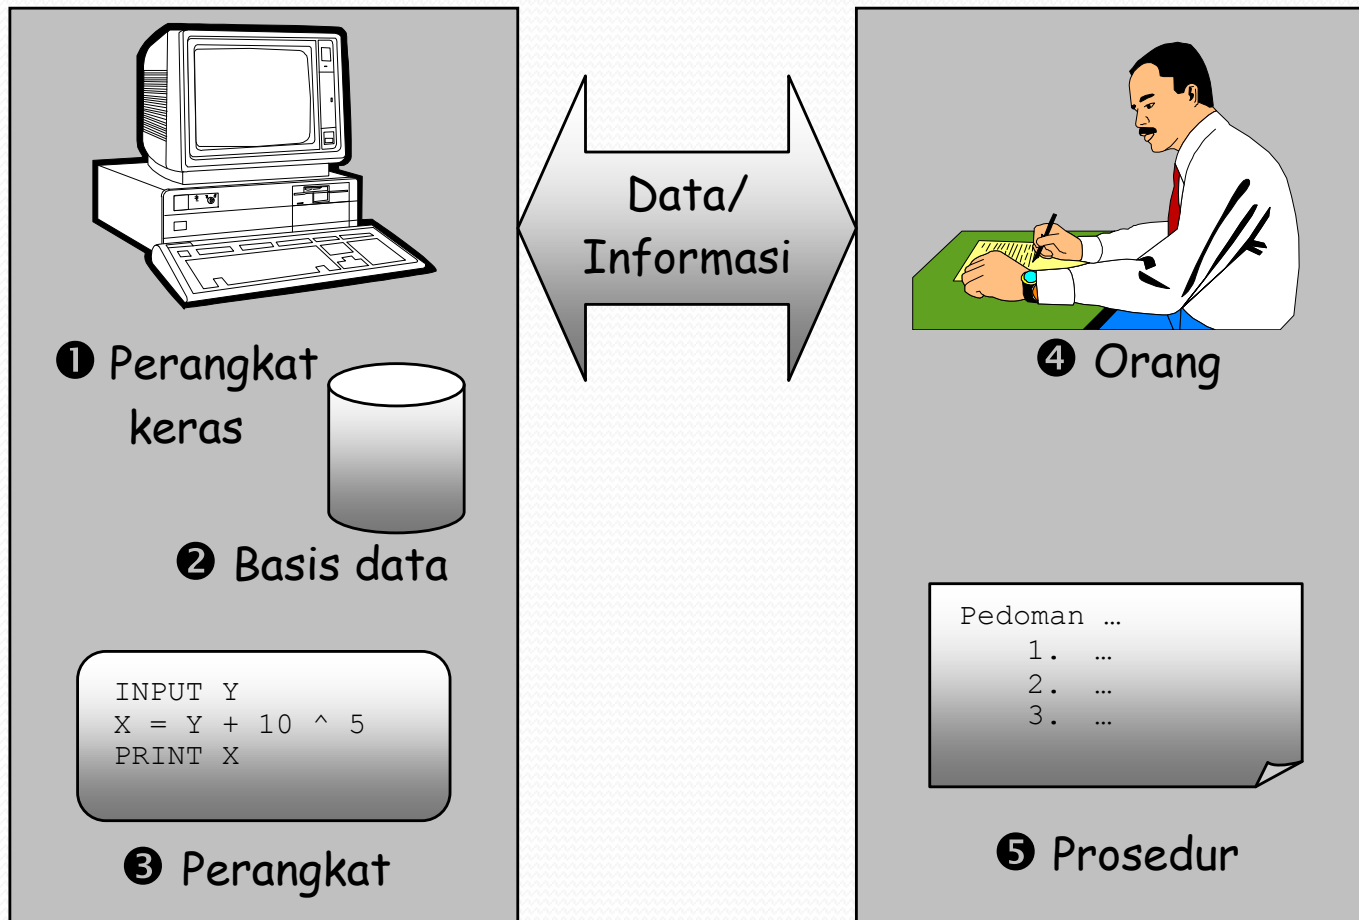 ❶ Perangkat
keras
❷ Basis data
INPUT Y
X = Y + 10 ^ 5
PRINT X
❸ Perangkat
Data/
Informasi
❹ Orang
Pedoman …
1. …
2. …
3. …
❺ Prosedur